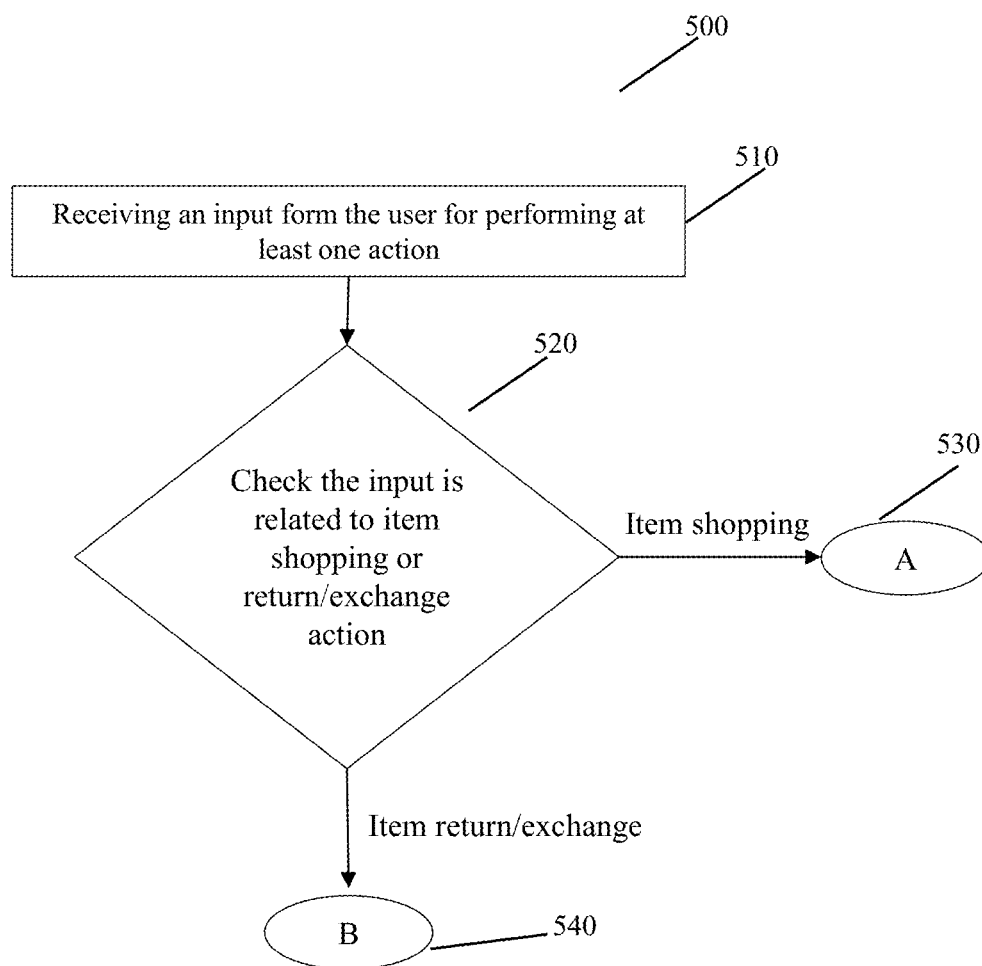 500
510
Receiving an input form the user for performing at
least one action
520
Check the input is
related to item
shopping or
return/exchange
action
530
Item shopping
A
Item return/exchange
B
540